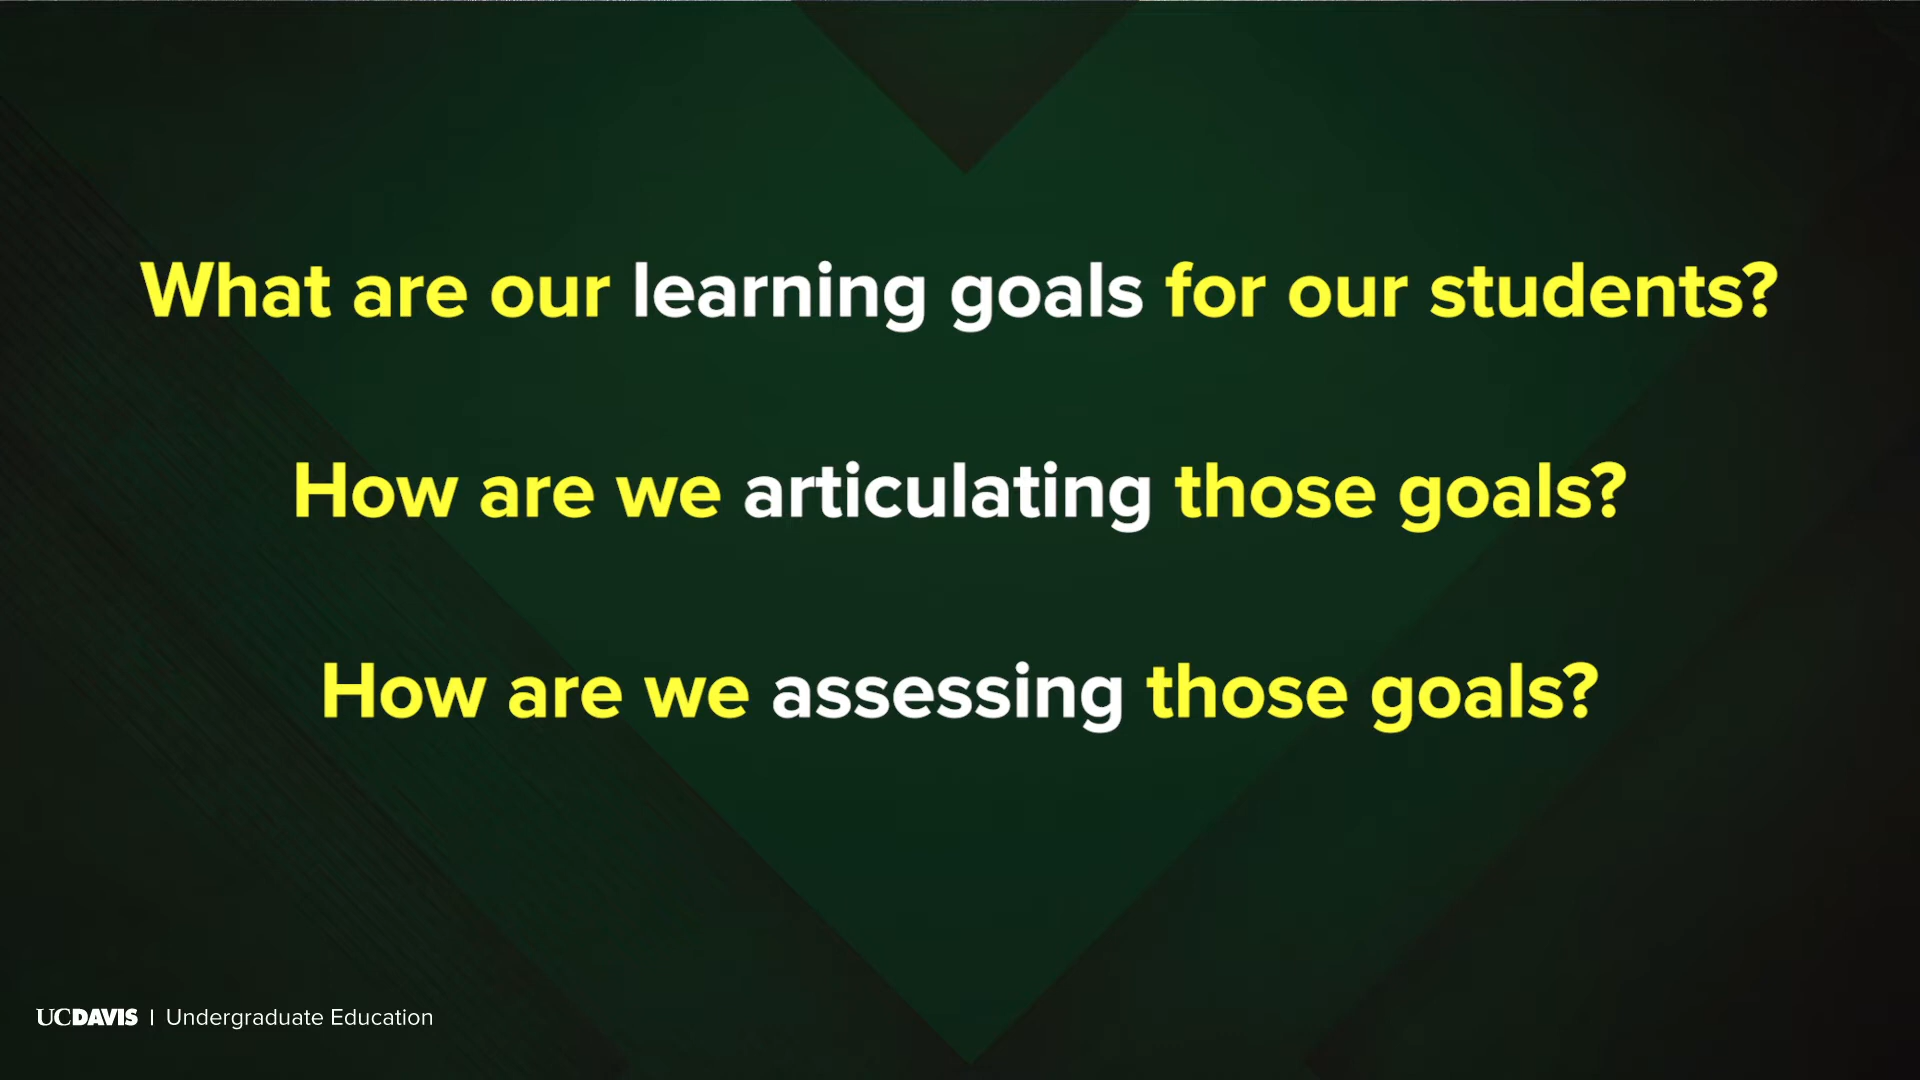 What are our learning goals for our students?
How are we articulating those goals?
How are we assessing those goals?
UCDAVIS | Undergraduate Education